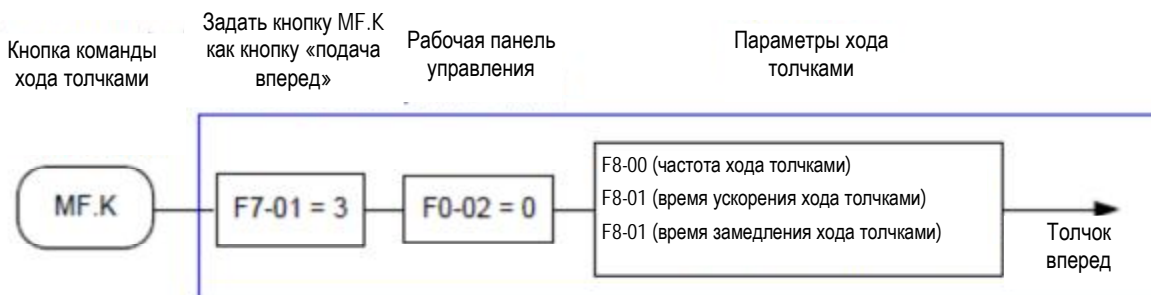 Кнопка команды
хода толчками
Задать кнопку MF.K
как кнопку «подача
вперед»
Рабочая панель
управления
Параметры хода
толчками
MF.K
F7-01 = 3
F0-02 = 0
F8-00 (частота хода толчками)
F8-01 (время ускорения хода толчками)
F8-01 (время замедления хода толчками)
Толчок
вперед